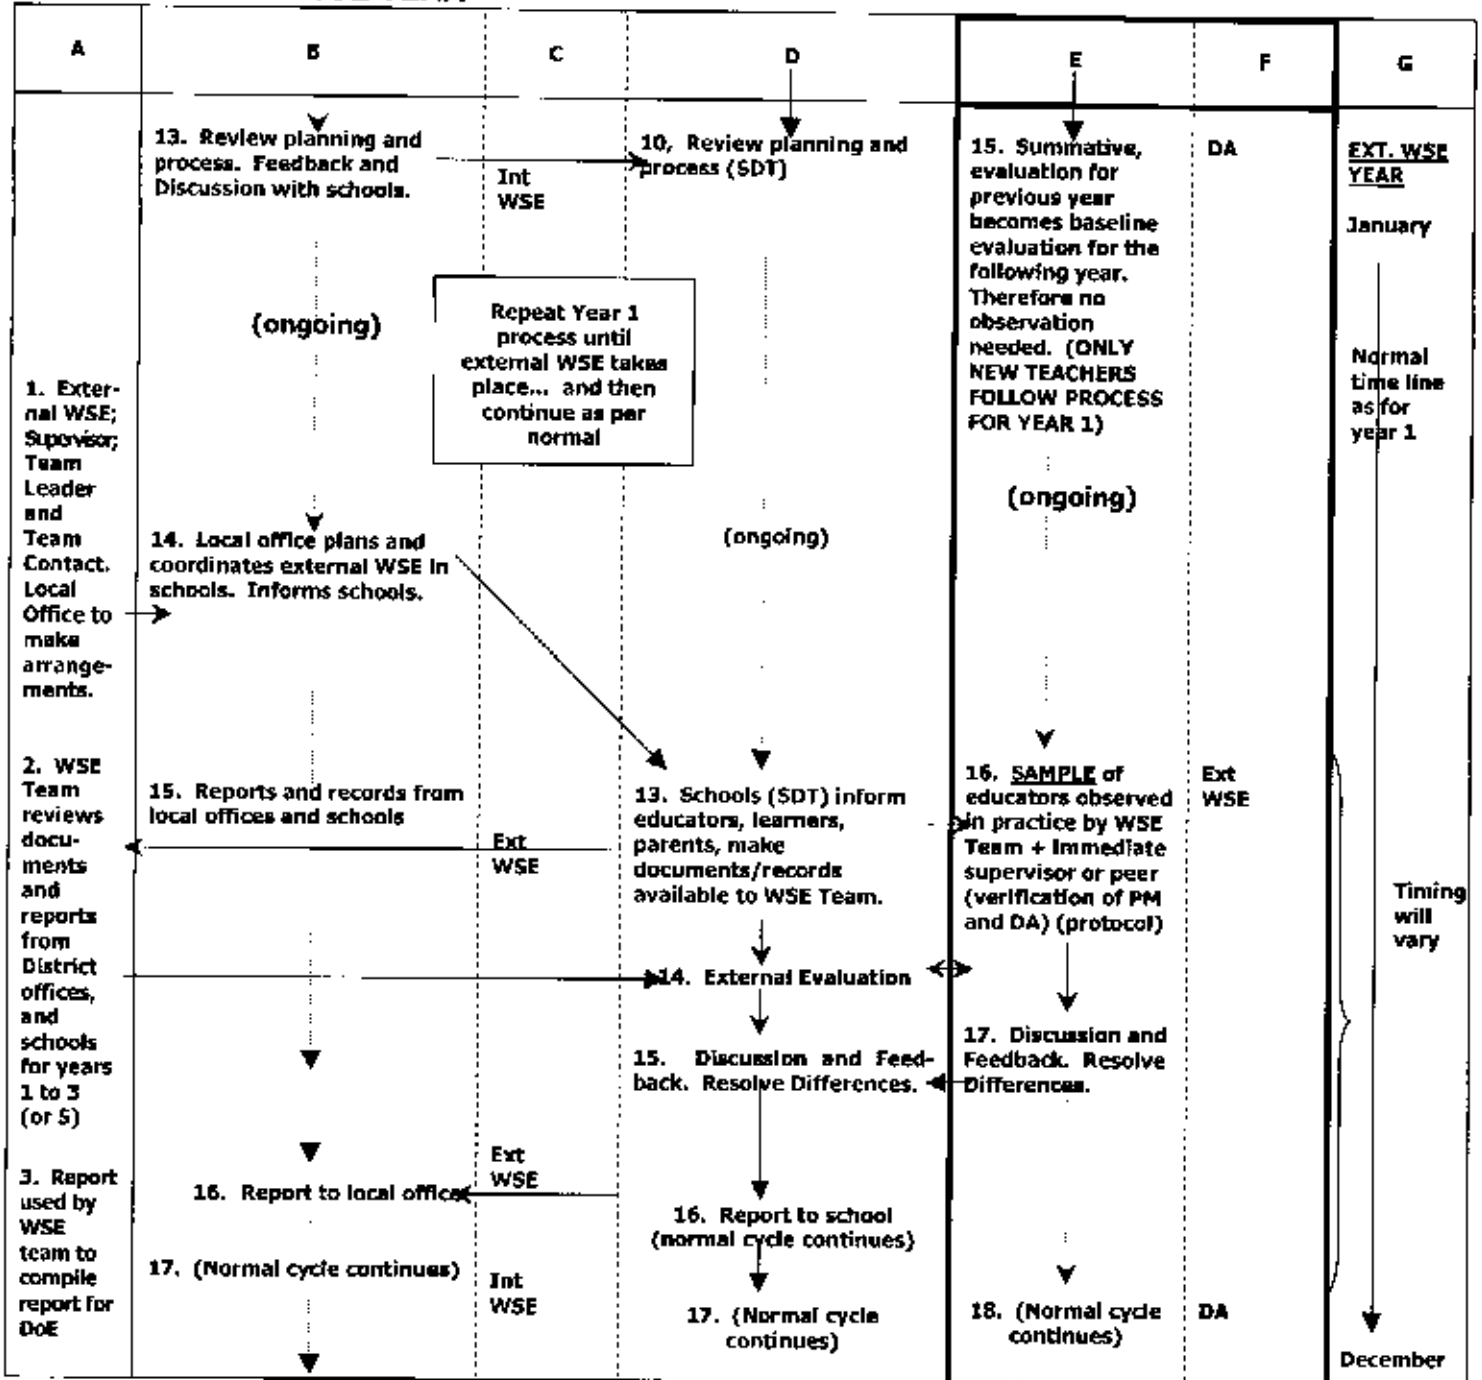 A
B
C
D
E
F
G
13. Review planning and
process. Feedback and
Discussion with schools.
Int
WSE
10, Review planning and
process (SDT)
15. Summative,
evaluation for
previous year
becomes baseline
evaluation for the
following year.
Therefore no
observation
needed. (ONLY
NEW TEACHERS
FOLLOW PROCESS
FOR YEAR 1)
DA
EXT. WSE
YEAR
January
(ongoing)
Repeat Year 1
process until
external WSE takes
place... and then
continue as per
normal
Normal
time line
as for
year 1
1. Exter-
nal WSE;
Supervisor;
Team
Leader
and
Team
Contact.
Local
Office to
make
arrange-
ments.
(ongoing)
14. Local office plans and
coordinates external WSE in
schools. Informs schools.
(ongoing)
2. WSE
Team
reviews
docu-
ments
and
reports
from
District
offices,
and
schools
for years
1 to 3
(or 5)
15. Reports and records from
local offices and schools
Ext
WSE
13. Schools (SDT) inform
educators, learners,
parents, make
documents/records
available to WSE Team.
16. SAMPLE of
educators observed
in practice by WSE
Team + immediate
supervisor or peer
(verification of PM
and DA) (protocol)
Ext
WSE
Timing
will
vary
14. External Evaluation
15. Discussion and Feed-
back. Resolve Differences.
17. Discussion and
Feedback. Resolve
Differences.
3. Report
used by
WSE
team to
compile
report for
DoE
16. Report to local office
Ext
WSE
16. Report to school
(normal cycle continues)
17. (Normal cycle continues)
Int
WSE
17. (Normal cycle
continues)
18. (Normal cycle
continues)
DA
December